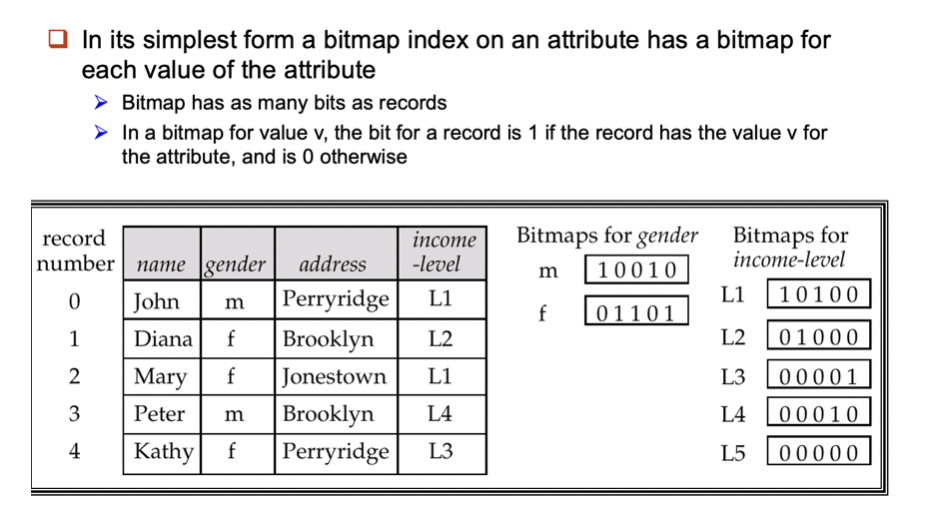 In its simplest form a bitmap index on an attribute has a bitmap for
each value of the attribute
Bitmap has as many bits as records
In a bitmap for value v, the bit for a record is 1 if the record has the value v for
the attribute, and is 0 otherwise
record number name gender address income-level
0 John m Perryridge L1
1 Diana f Brooklyn L2
2 Mary f Jonestown L1
3 Peter m Brooklyn L4
4 Kathy f Perryridge L3
Bitmaps for gender
m 10010
f 01101
Bitmaps for
income-level
L1 10100
L2 01000
L3 00001
L4 00010
L5 00000